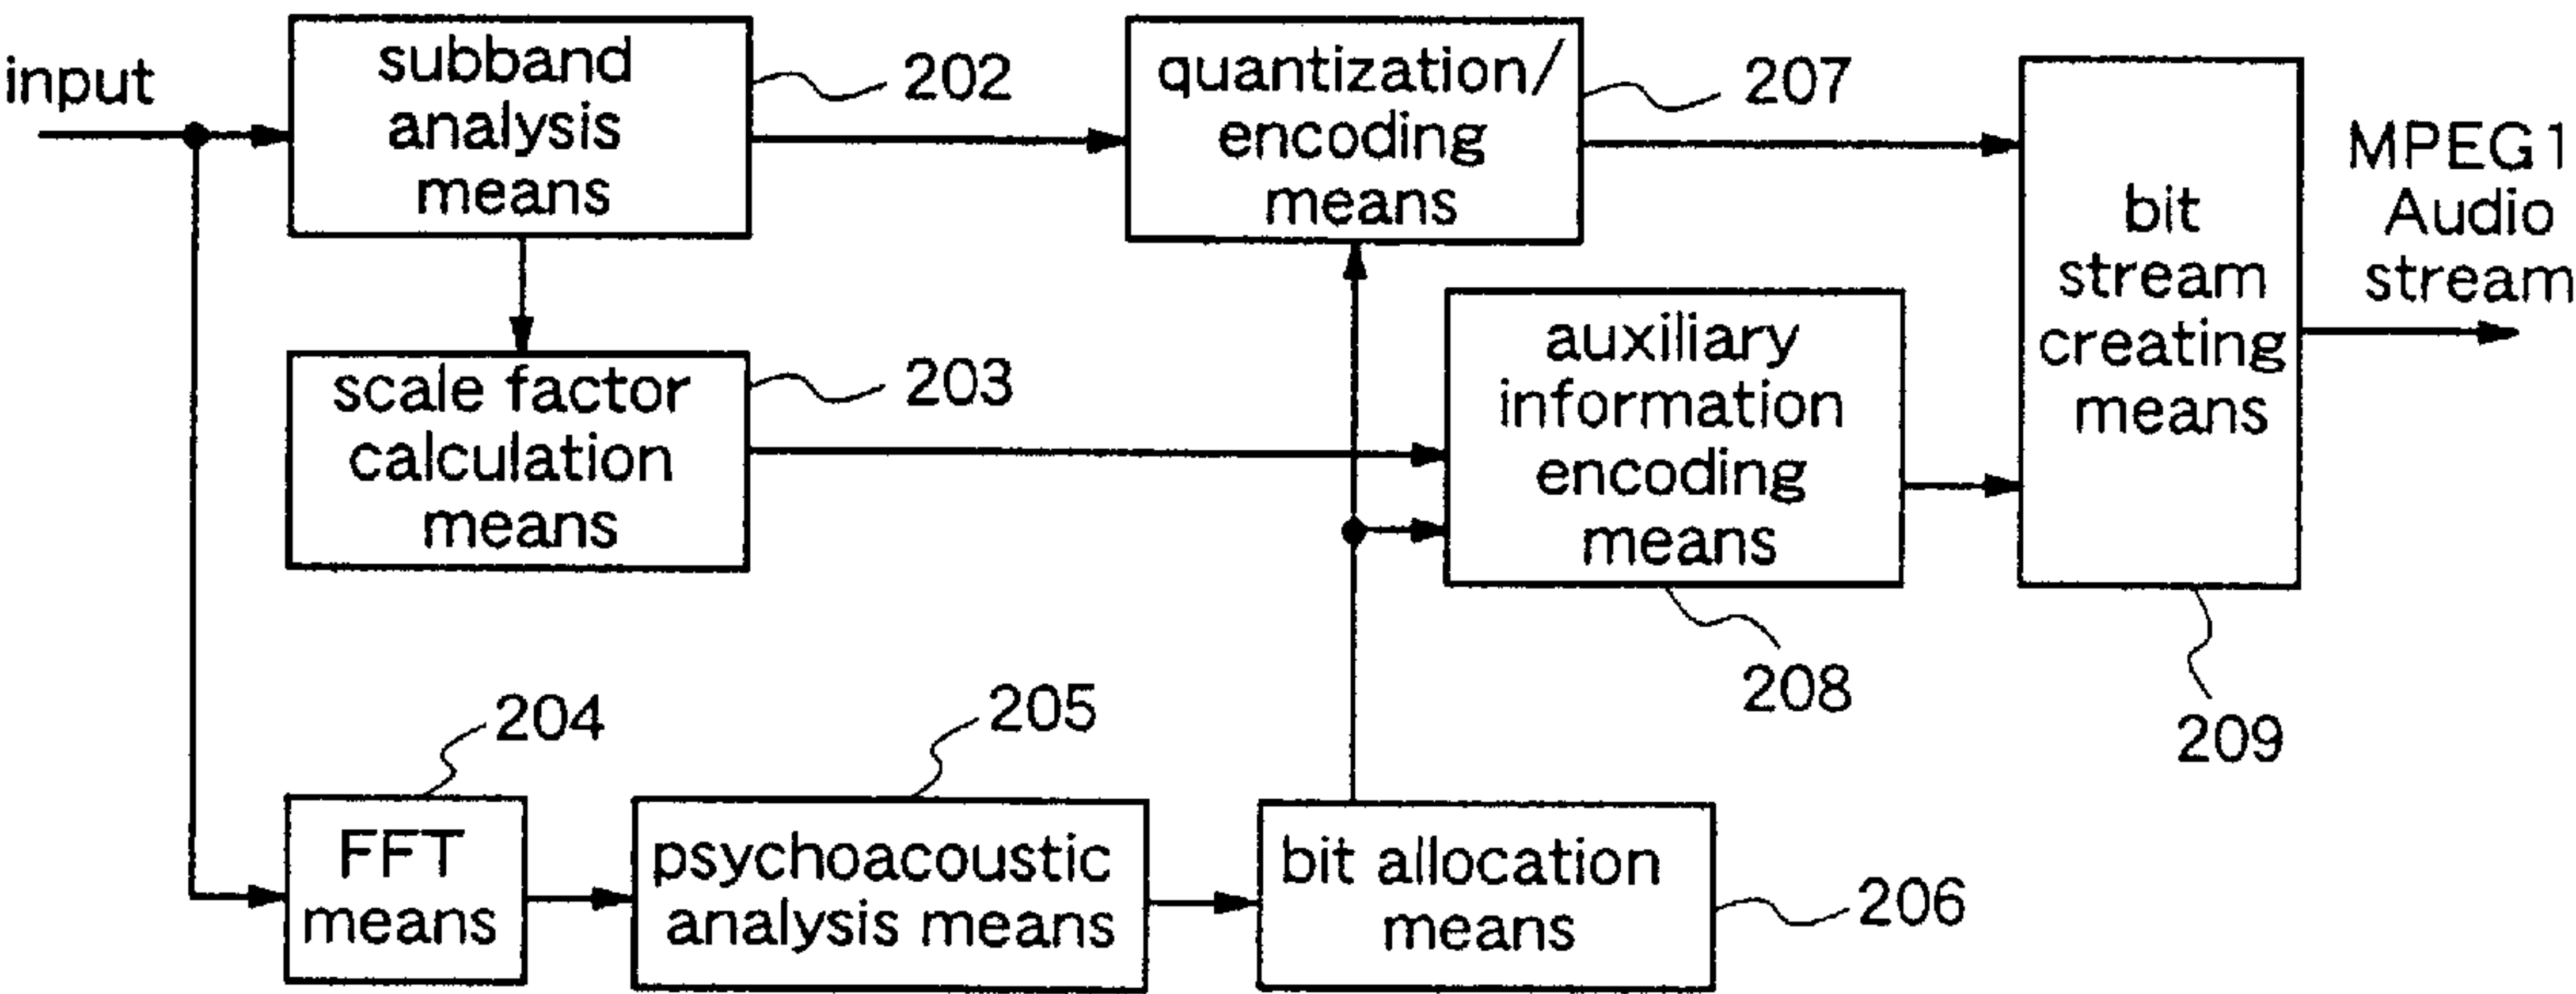 input
subband
analysis
means
202
quantization/
encoding
means
207
bit
stream
creating
means
MPEG1
Audio
stream
scale factor
calculation
means
203
auxiliary
information
encoding
means
208
209
204
205
FFT
means
psychoacoustic
analysis means
bit allocation
means
206